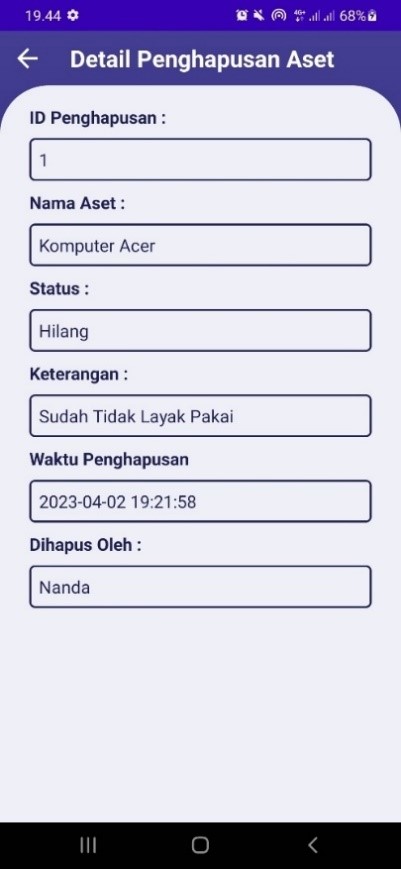 19.44 4G+ 68%
Detail Penghapusan Aset
ID Penghapusan :
1
Nama Aset :
Komputer Acer
Status :
Hilang
Keterangan :
Sudah Tidak Layak Pakai
Waktu Penghapusan
2023-04-02 19:21:58
Dihapus Oleh :
Nanda